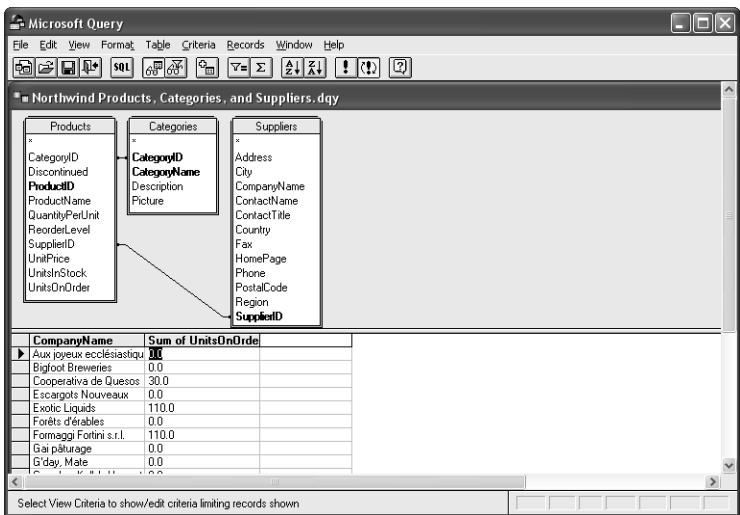 Microsoft Query
File Edit View Format Table Criteria Records Window Help
SQL
Northwind Products, Categories, and Suppliers.dqy
Products
*
CategoryID
Discontinued
ProductID
ProductName
QuantityPerUnit
ReorderLevel
SupplierID
UnitPrice
UnitsInStock
UnitsOnOrder
Categories
*
CategoryID
CategoryName
Description
Picture
Suppliers
*
Address
City
CompanyName
ContactName
ContactTitle
Country
Fax
HomePage
Phone
PostalCode
Region
SupplierID
CompanyName Sum of UnitsOnOrde
Aux joyeux ecclésiastiqu 0.0
Bigfoot Breweries 0.0
Cooperativa de Quesos 30.0
Escargots Nouveaux 0.0
Exotic Liquids 110.0
Forêts d'érables 0.0
Formaggi Fortini s.r.l. 110.0
Gai pâturage 0.0
G'day, Mate 0.0
Select View Criteria to show/edit criteria limiting records shown